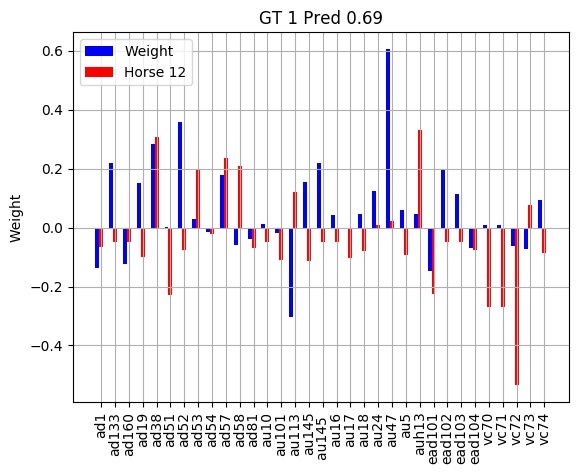 GT 1 Pred 0.69
Weight
Horse 12
Weight
0.6
0.4
0.2
0.0
−0.2
−0.4
ad1
ad133
ad160
ad19
ad38
ad51
ad52
ad53
ad54
ad57
ad58
ad81
au10
au101
au113
au145
au145
au16
au17
au18
au24
au47
au5
auh13
ead101
ead102
ead103
ead104
vc70
vc71
vc72
vc73
vc74